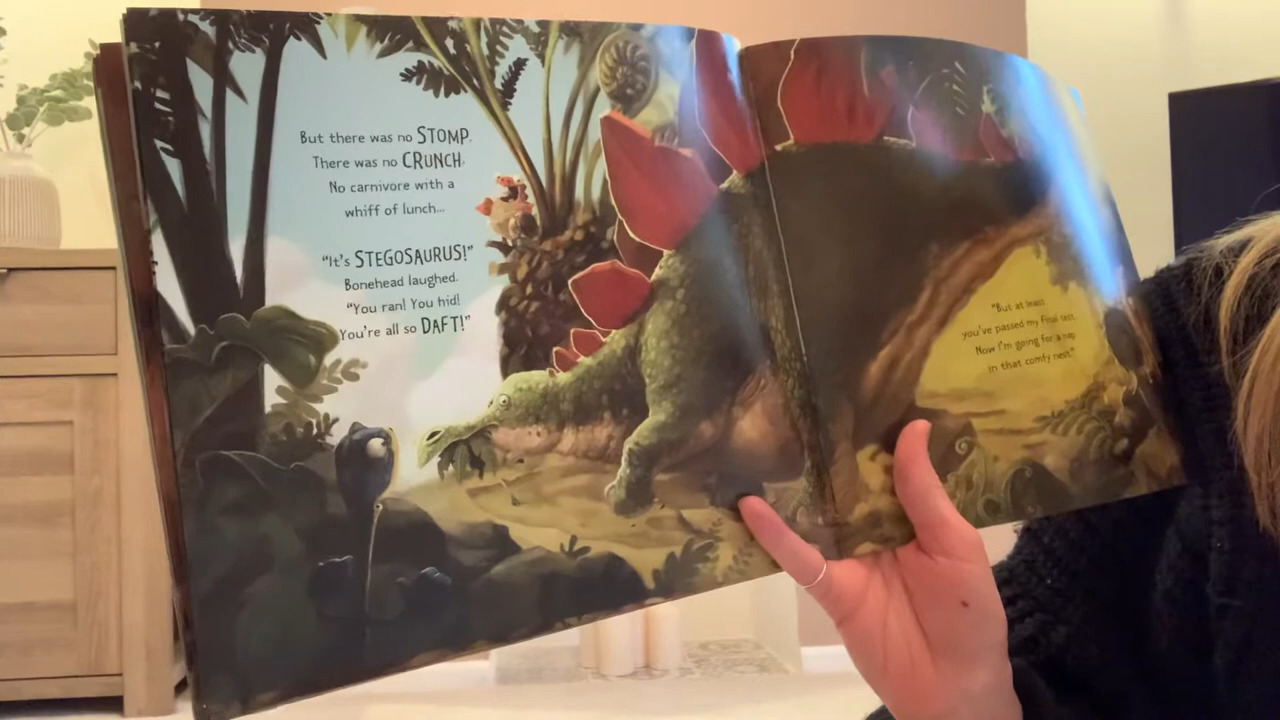 But there was no STOMP.
There was no CRUNCH.
No carnivore with a
whiff of lunch...
"It's STEGOSAURUS!"
Bonehead laughed.
"You ran! You hid!
You're all so DAFT!"
"But at least
you've passed my Final test.
Now I'm going for a nap
in that comfy nest."